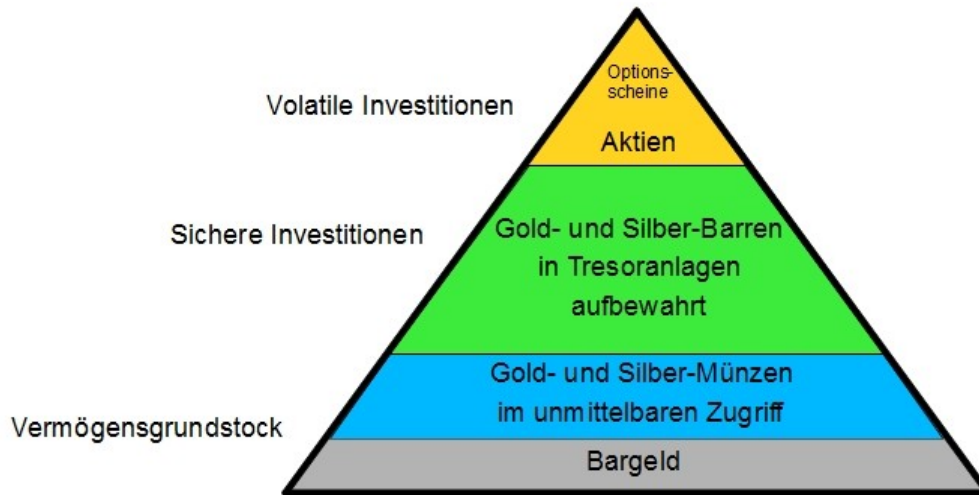 Options-
scheine
Volatile Investitionen
Aktien
Sichere Investitionen
Gold- und Silber-Barren
in Tresoranlagen
aufbewahrt
Gold- und Silber-Münzen
im unmittelbaren Zugriff
Vermögensgrundstock
Bargeld